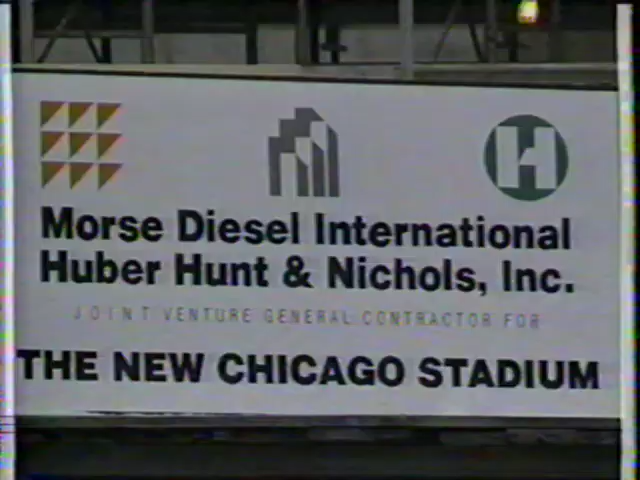 H
Morse Diesel International
Huber Hunt & Nichols, Inc.
JOINT VENTURE GENERAL CONTRACTOR FOR
THE NEW CHICAGO STADIUM